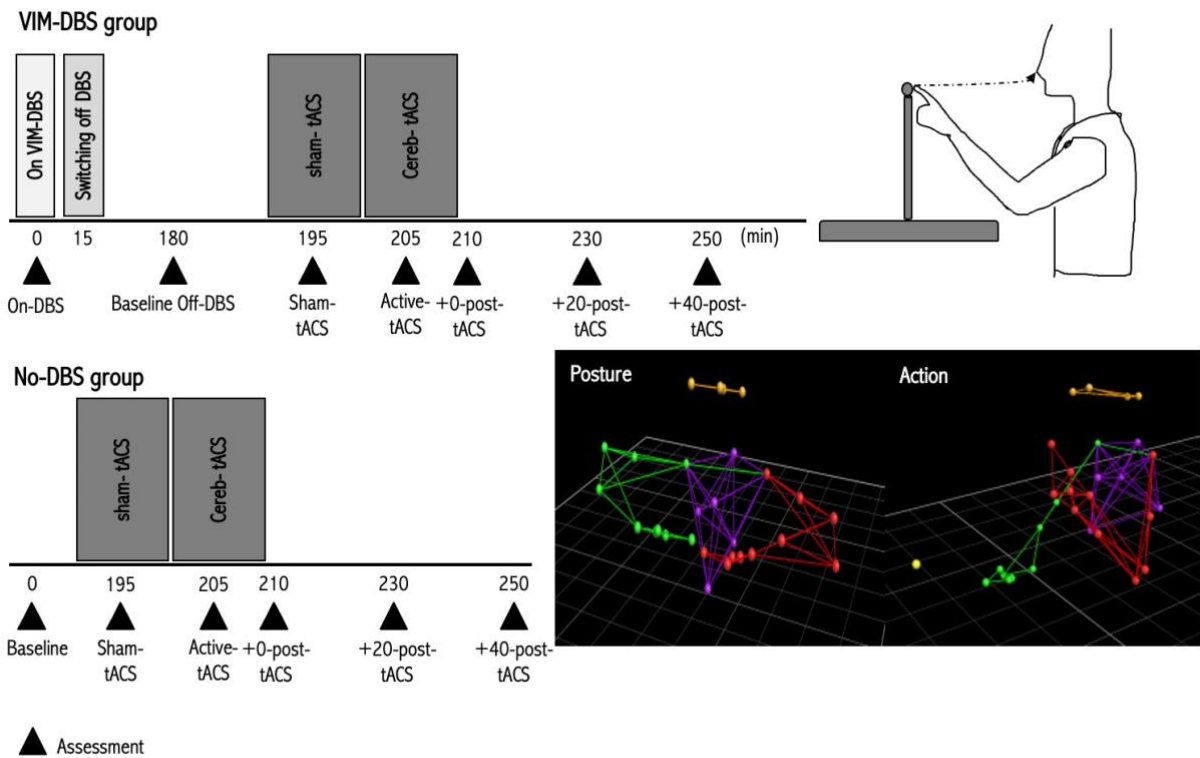 VIM-DBS group
On VIM-DBS
Switching off DBS
sham- tACS
Cereb- tACS
0 15 180 195 205 210 230 250 (min)
On-DBS Baseline Off-DBS Sham- Active- +0-post- +20-post- +40-post-
tACS tACS tACS tACS tACS
No-DBS group
sham- tACS
Cereb- tACS
0 195 205 210 230 250
Baseline Sham- Active- +0-post- +20-post- +40-post-
tACS tACS tACS tACS tACS
Posture Action
Assessment